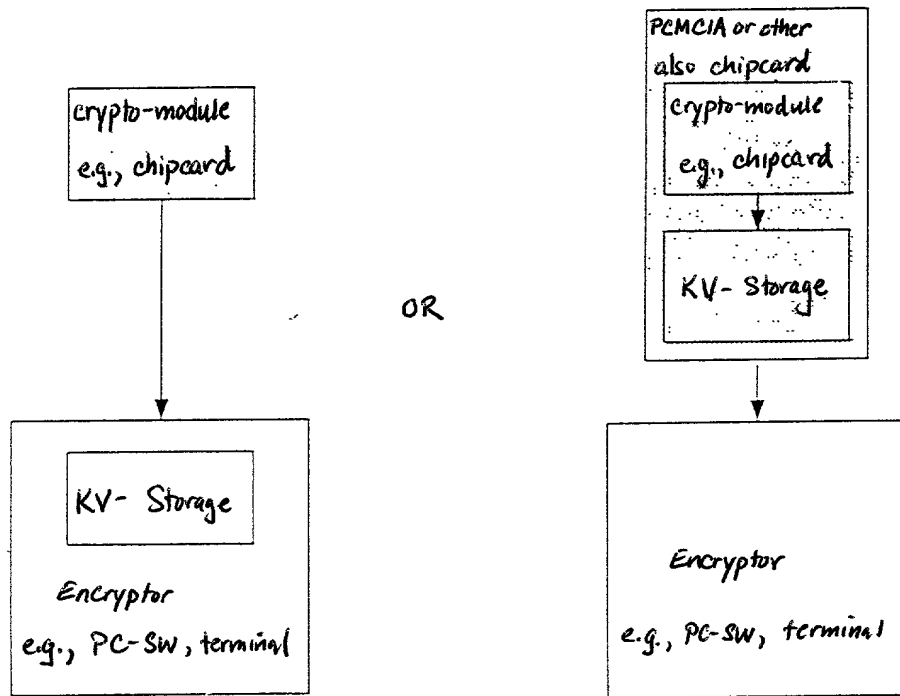 crypto-module
e.g., chipcard
KV- Storage
Encryptor
e.g., PC-SW, terminal
OR
PCMCIA or other
also chipcard
crypto-module
e.g., chipcard
KV- Storage
Encryptor
e.g., PC-SW, terminal